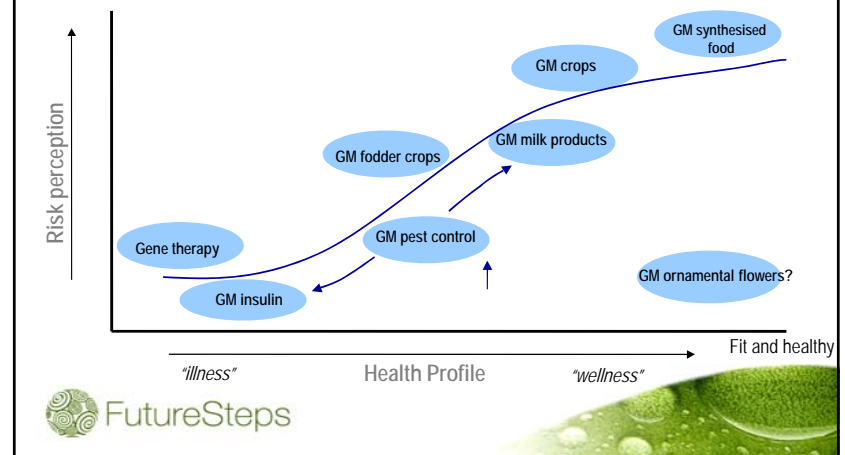 GM synthesised
food
GM crops
Risk perception
GM milk products
GM fodder crops
GM pest control
Gene therapy
GM ornamental flowers?
GM insulin
Fit and healthy
"illness"
Health Profile
"wellness"
FutureSteps